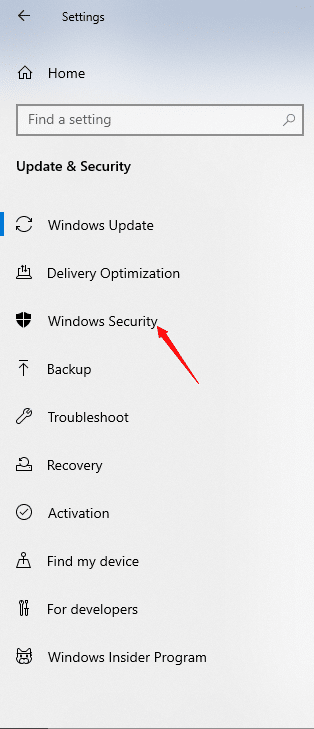 Settings
Home
Find a setting
Update & Security
Windows Update
Delivery Optimization
Windows Security
Backup
Troubleshoot
Recovery
Activation
Find my device
For developers
Windows Insider Program